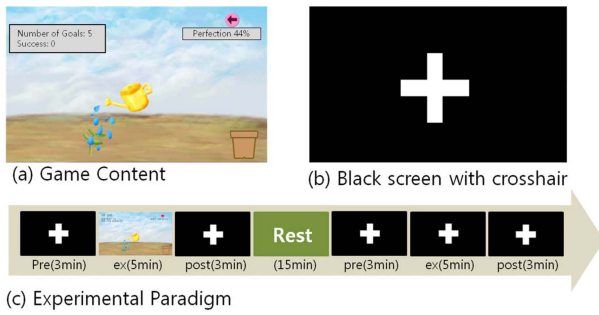 Number of Goals: 5
Success: 0
Perfection 44%
(a) Game Content
(b) Black screen with crosshair
Rest
Pre(3min) ex(5min) post(3min) (15min) pre(3min) ex(5min) post(3min)
(c) Experimental Paradigm